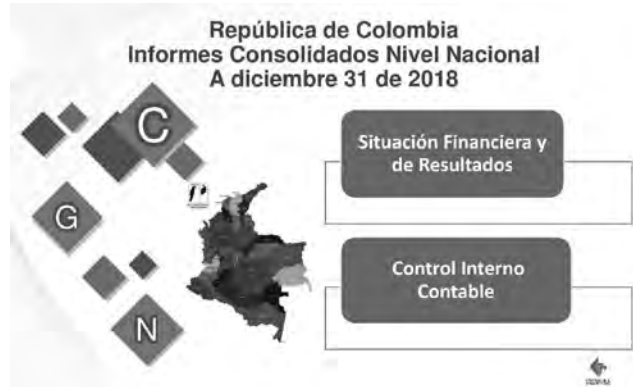 República de Colombia
Informes Consolidados Nivel Nacional
A diciembre 31 de 2018
C
G
N
Situación Financiera y
de Resultados
Control Interno
Contable